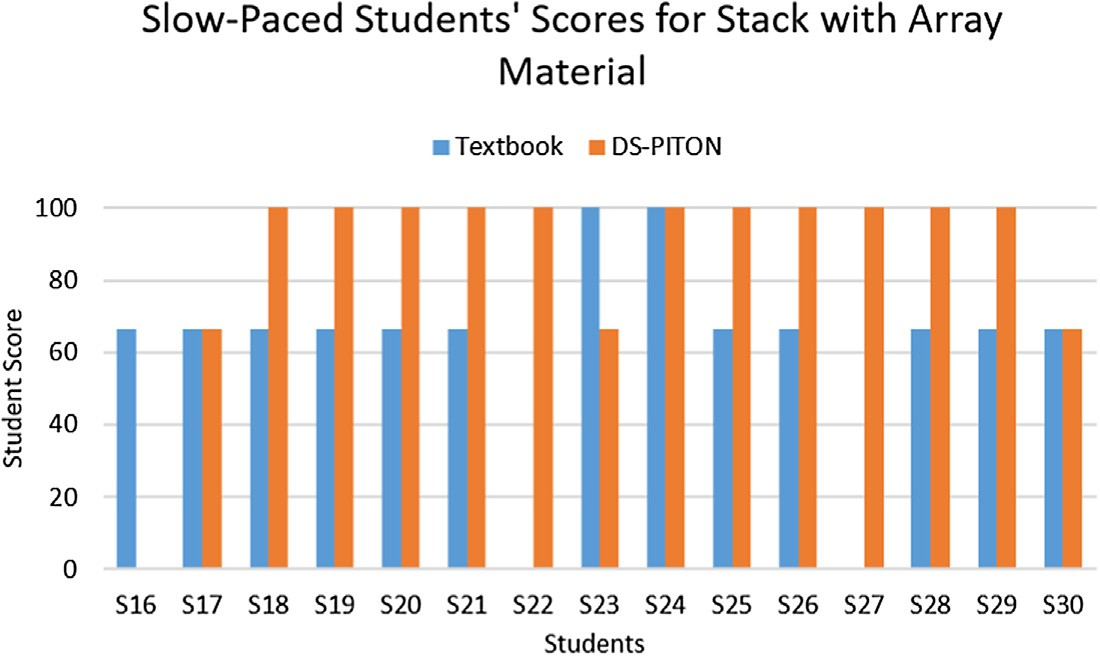 Slow-Paced Students' Scores for Stack with Array
Material
Textbook DS-PITON
100
80
60
40
20
0
Student Score
S16 S17 S18 S19 S20 S21 S22 S23 S24 S25 S26 S27 S28 S29 S30
Students